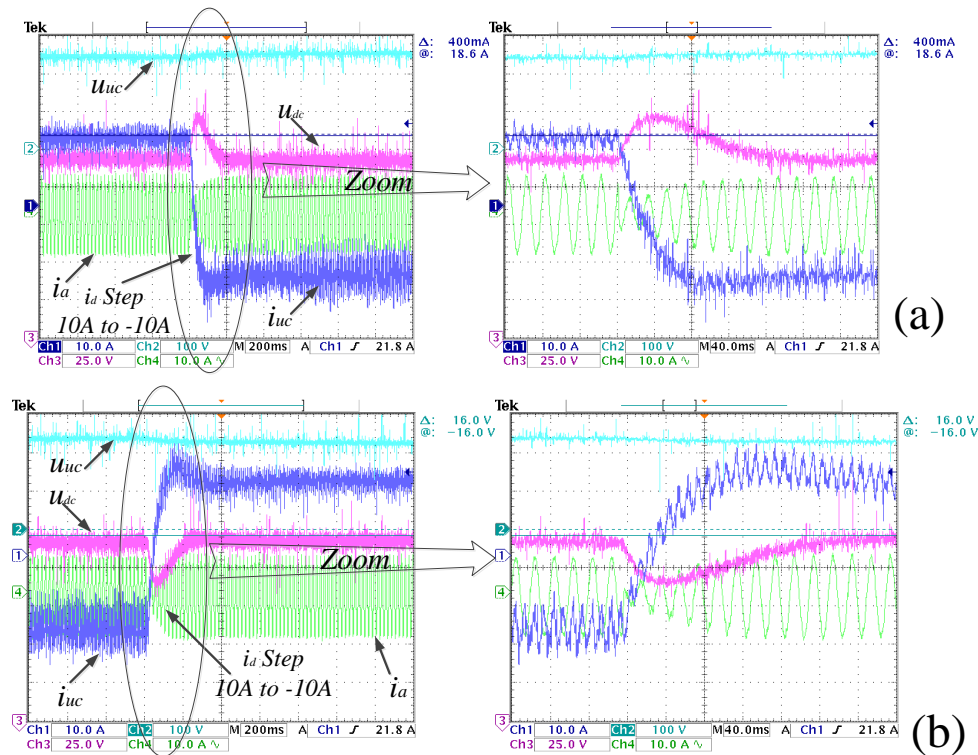 Tek
Δ: 400mA
@: 18.6 A
u_uc
u_dc
2
Zoom
1
4
i_a
i_d Step
10A to -10A
i_uc
3
Ch1 10.0 A Ch2 100 V M 200ms A Ch1 ʃ 21.8 A
Ch3 25.0 V Ch4 10.0 A ∿
Δ: 400mA
@: 18.6 A
2
1
3
Ch1 10.0 A Ch2 100 V M 40.0ms A Ch1 ʃ 21.8 A
Ch3 25.0 V Ch4 10.0 A ∿
(a)
Tek
Δ: 16.0 V
@: -16.0 V
u_uc
u_dc
2
1
Zoom
4
i_d Step
10A to -10A
i_uc
i_a
3
Ch1 10.0 A Ch2 100 V M 200ms A Ch1 ʃ 21.8 A
Ch3 25.0 V Ch4 10.0 A ∿
Δ: 16.0 V
@: -16.0 V
2
1
4
3
Ch1 10.0 A Ch2 100 V M 40.0ms A Ch1 ʃ 21.8 A
Ch3 25.0 V Ch4 10.0 A ∿
(b)